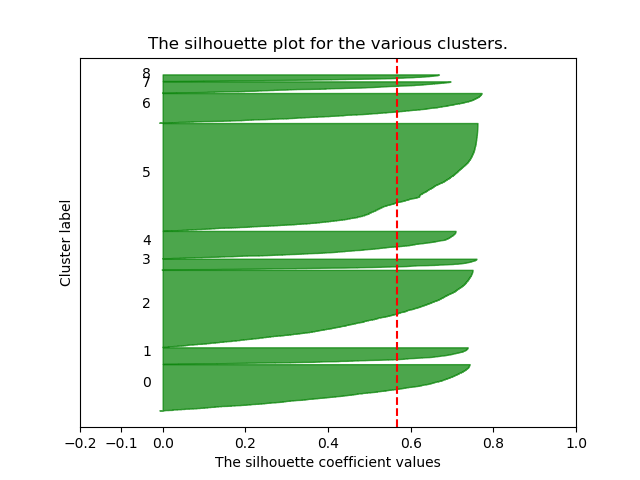 The silhouette plot for the various clusters.
8
7
6
5
4
3
2
1
0
Cluster label
−0.2 −0.1 0.0 0.2 0.4 0.6 0.8 1.0
The silhouette coefficient values